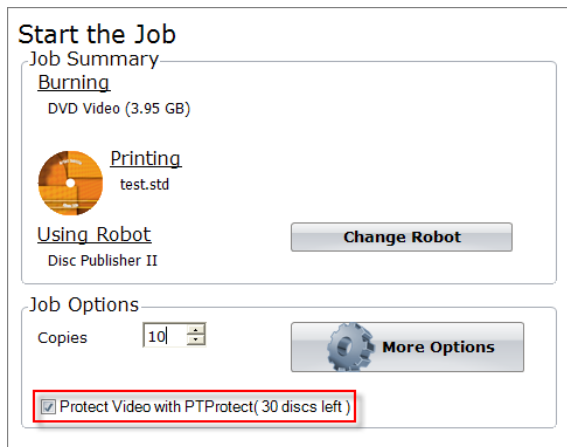 Start the Job
Job Summary
Burning
DVD Video (3.95 GB)
Printing
test.std
Using Robot
Change Robot
Disc Publisher II
Job Options
Copies 10
More Options
Protect Video with PTProtect( 30 discs left )